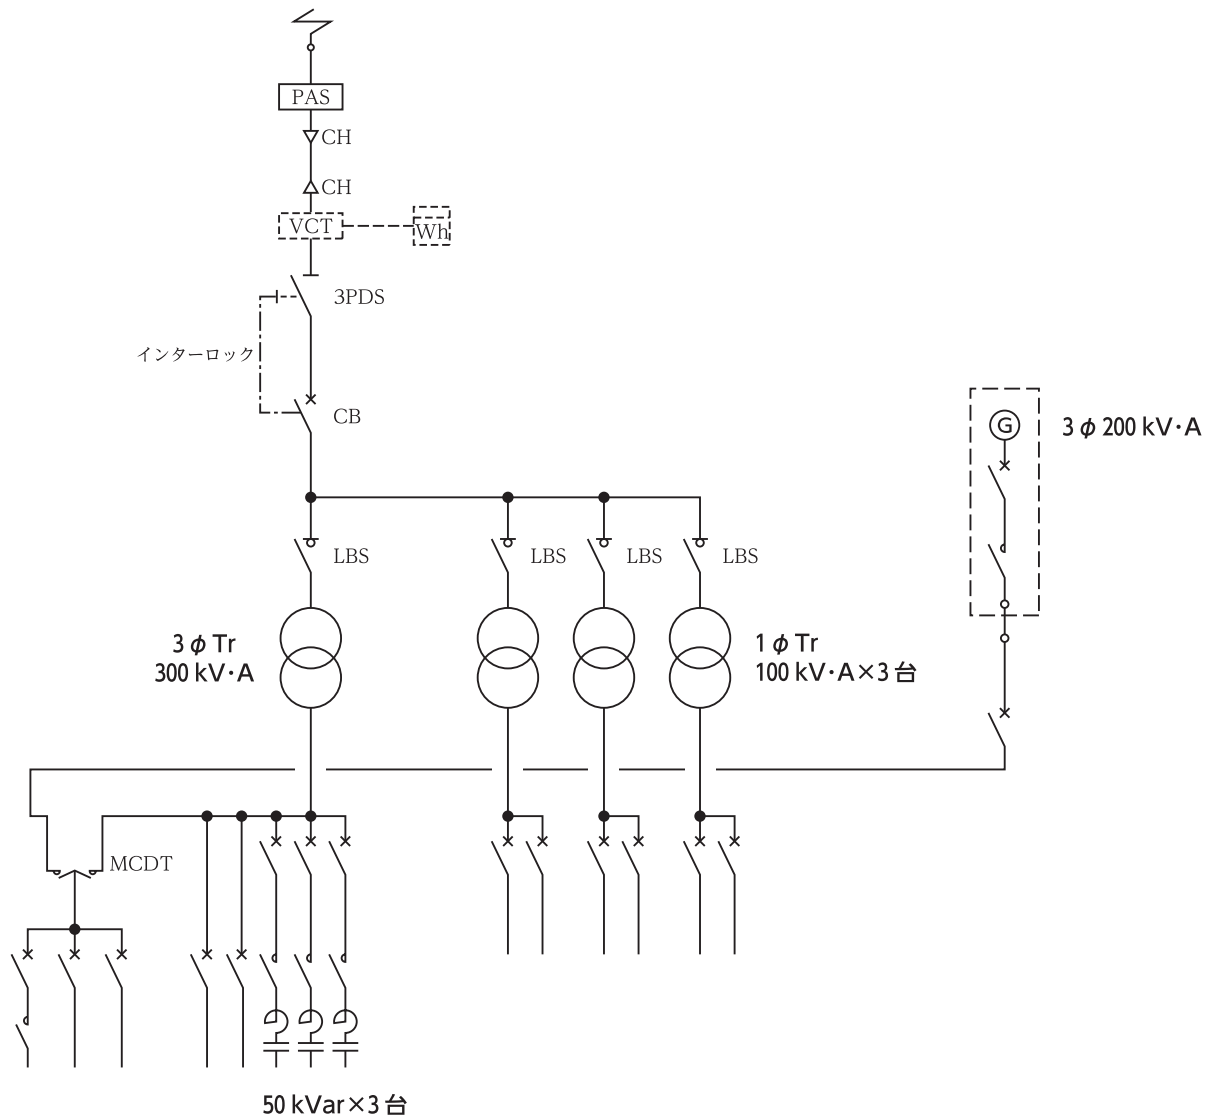 PAS
CH
CH
VCT
Wh
3PDS
インターロック
CB
G
3φ200 kV・A
LBS
LBS
LBS
LBS
3φTr
300 kV・A
1φTr
100 kV・A×3台
MCDT
50 kVar×3台